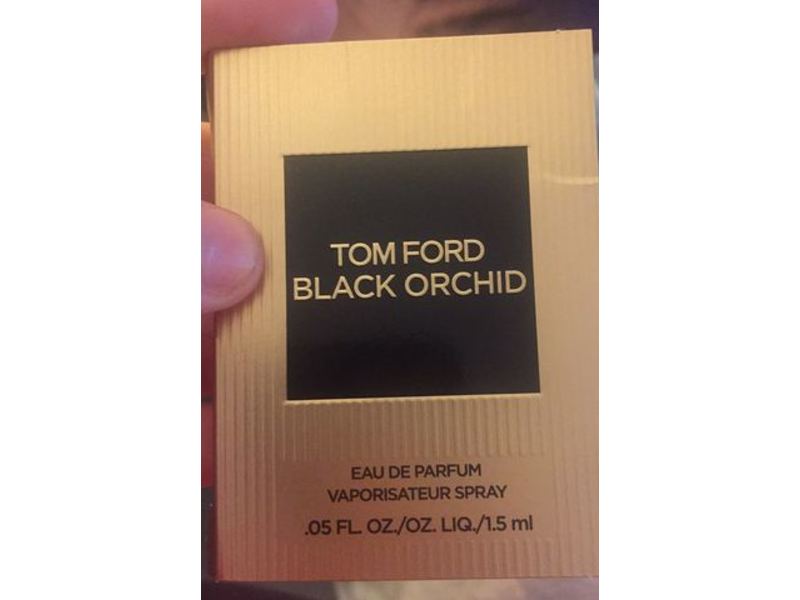 TOM FORD
BLACK ORCHID
EAU DE PARFUM
VAPORISATEUR SPRAY
.05 FL. OZ./OZ. LIQ./1.5 ml